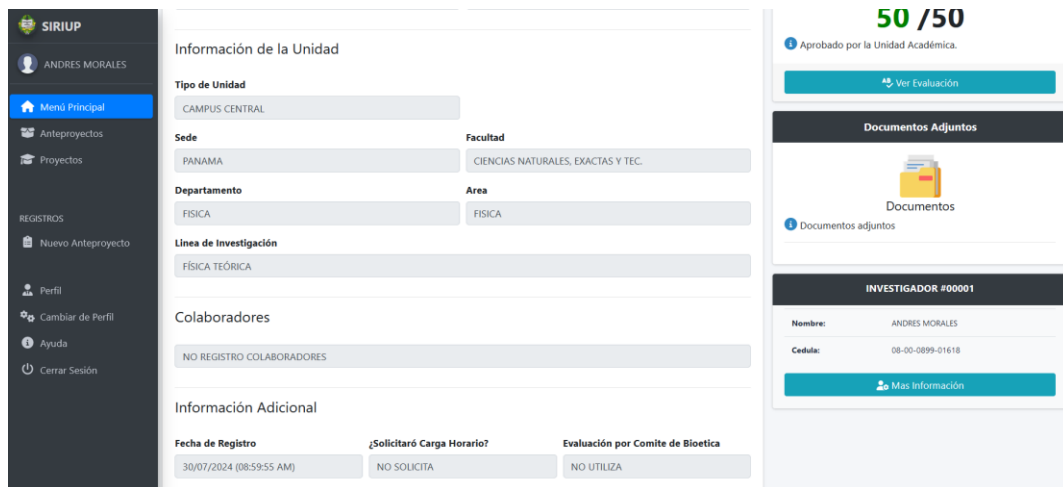 SIRIUP
ANDRES MORALES
Menú Principal
Anteproyectos
Proyectos
REGISTROS
Nuevo Anteproyecto
Perfil
Cambiar de Perfil
Ayuda
Cerrar Sesión
Información de la Unidad
Tipo de Unidad
CAMPUS CENTRAL
Sede
Facultad
PANAMA
CIENCIAS NATURALES, EXACTAS Y TEC.
Departamento
Area
FISICA
FISICA
Linea de Investigación
FÍSICA TEÓRICA
Colaboradores
NO REGISTRO COLABORADORES
Información Adicional
Fecha de Registro
¿Solicitaró Carga Horario?
Evaluación por Comite de Bioetica
30/07/2024 (08:59:55 AM)
NO SOLICITA
NO UTILIZA
50 /50
Aprobado por la Unidad Académica.
Ver Evaluación
Documentos Adjuntos
Documentos
Documentos adjuntos
INVESTIGADOR #00001
Nombre: ANDRES MORALES
Cedula: 08-00-0899-01618
Mas Información